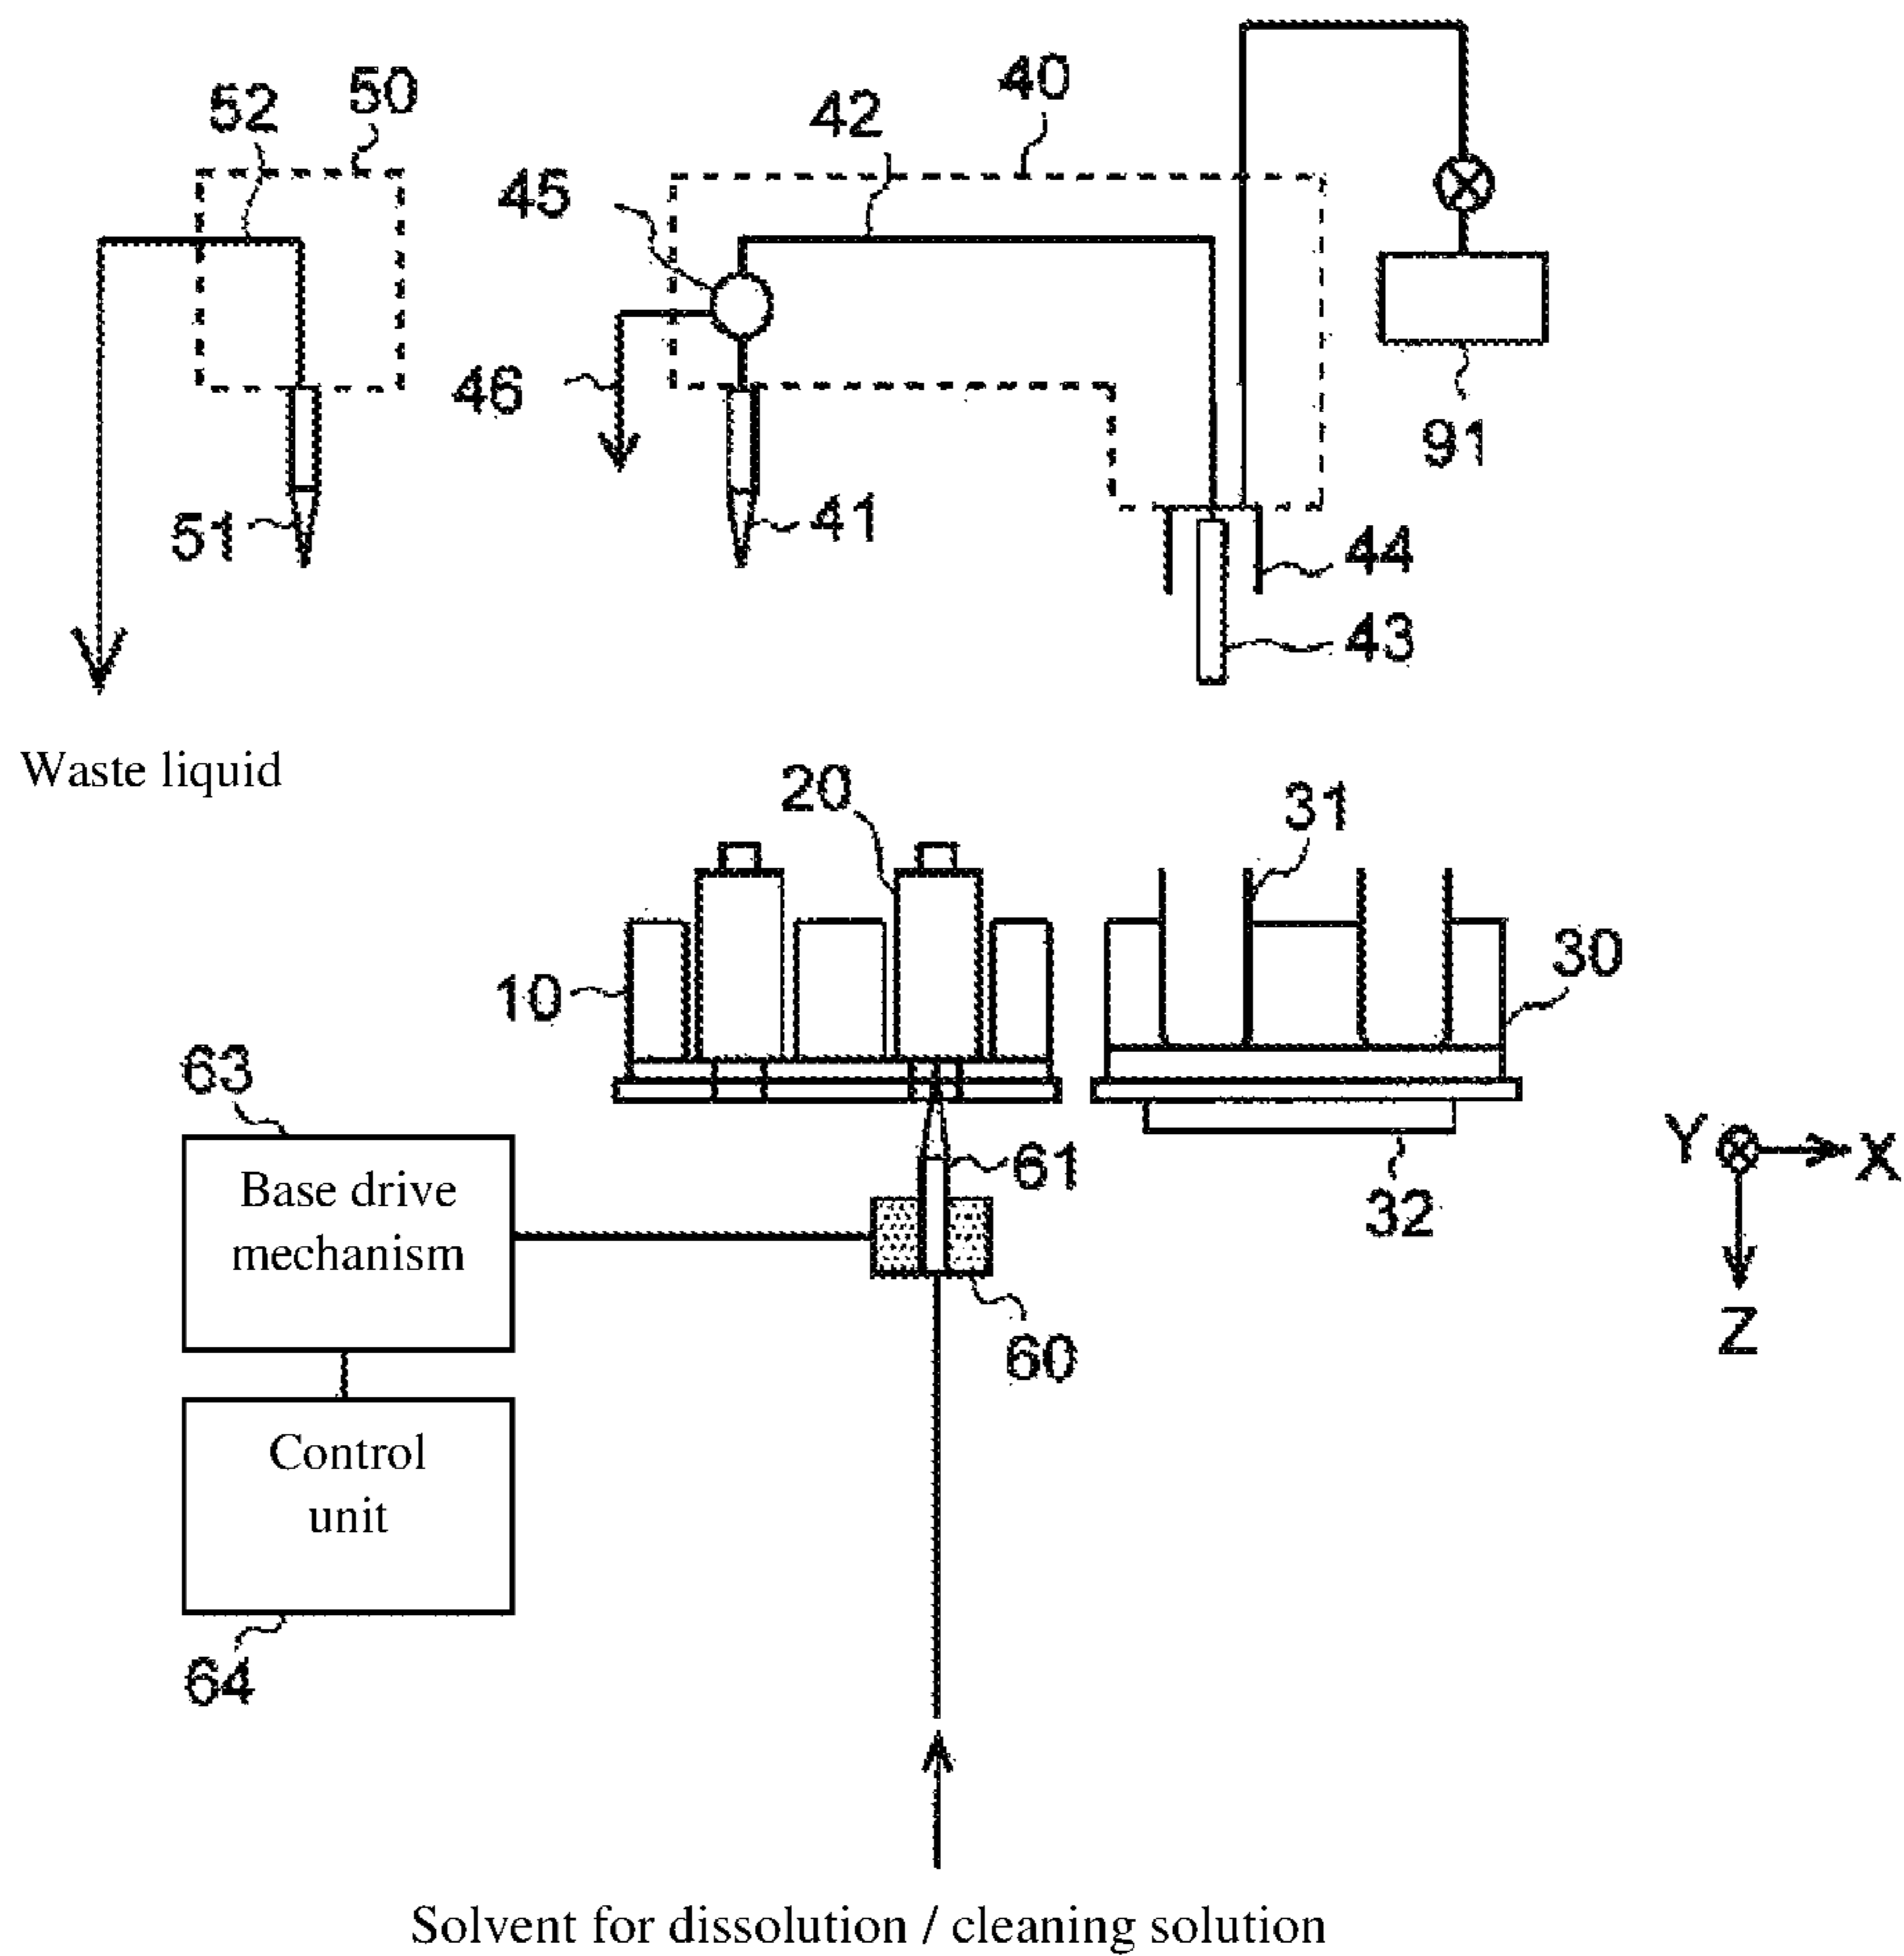 40
50
52
42
45
46
91
51
41
44
43
Waste liquid
20
31
30
10
63
Y
X
61
Base drive
mechanism
32
Z
60
Control
unit
64
Solvent for dissolution / cleaning solution